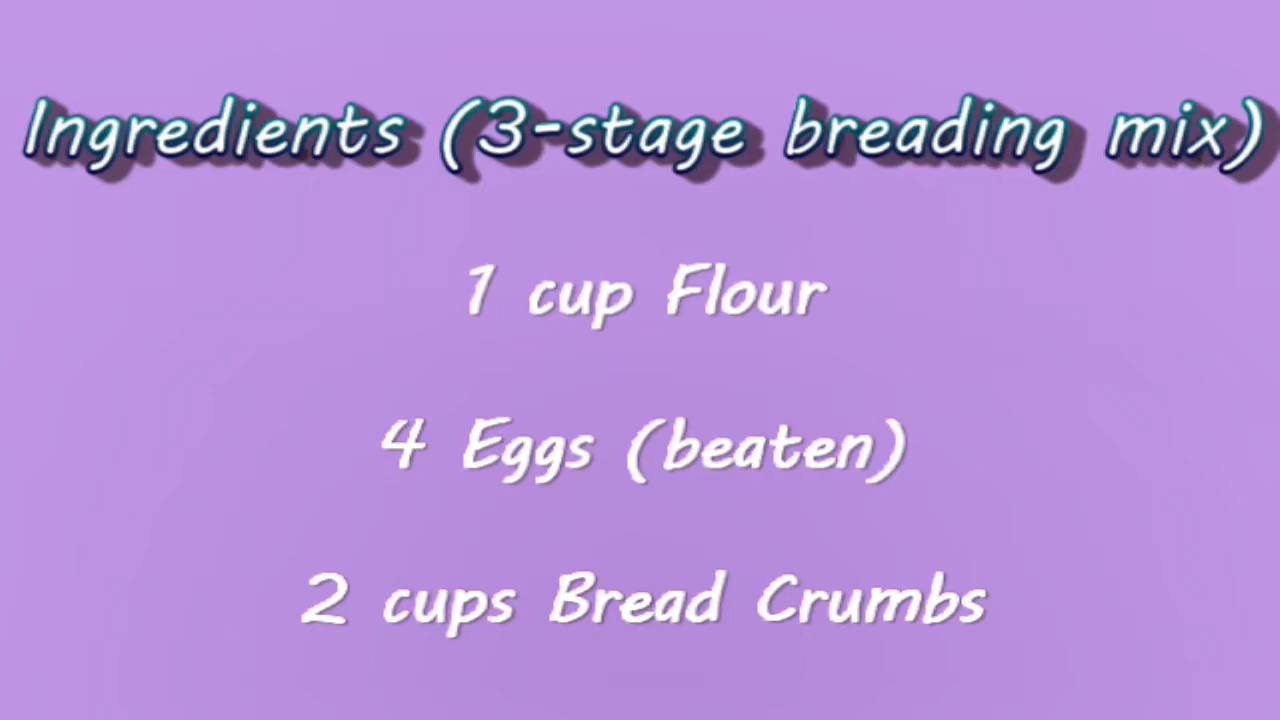 Ingredients (3-stage breading mix)
1 cup Flour
4 Eggs (beaten)
2 cups Bread Crumbs